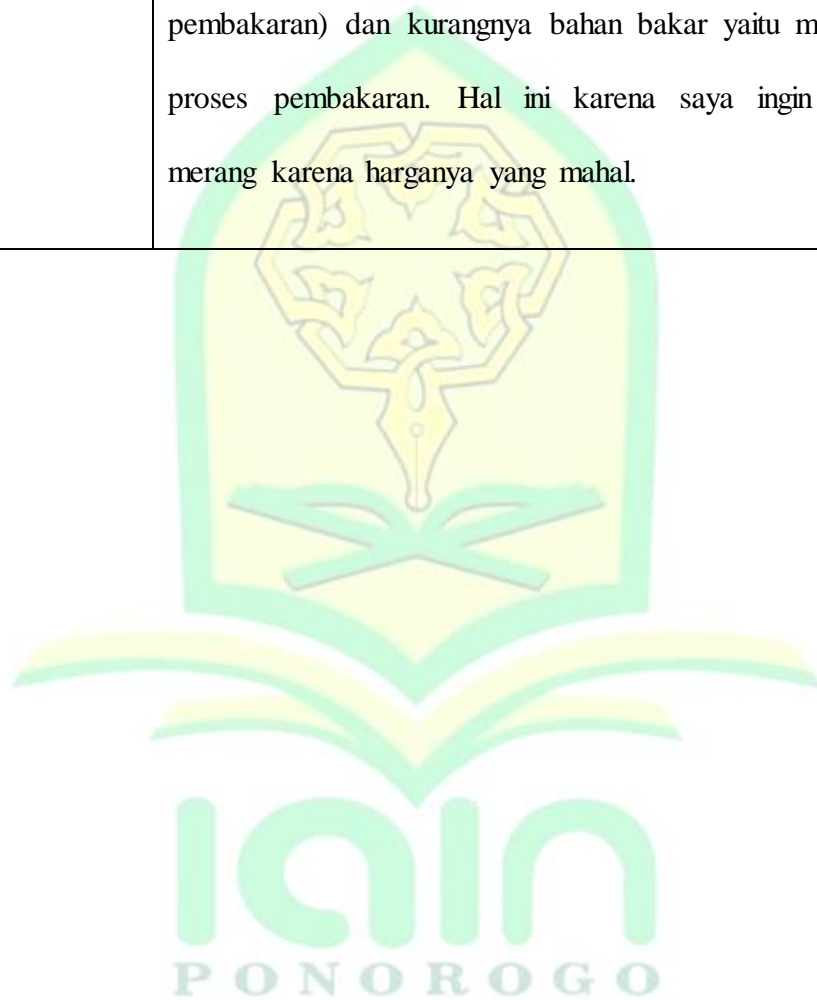 pembakaran) dan kurangnya bahan bakar yaitu
proses pembakaran. Hal ini karena saya ingin
merang karena harganya yang mahal.
iain
PONOROGO